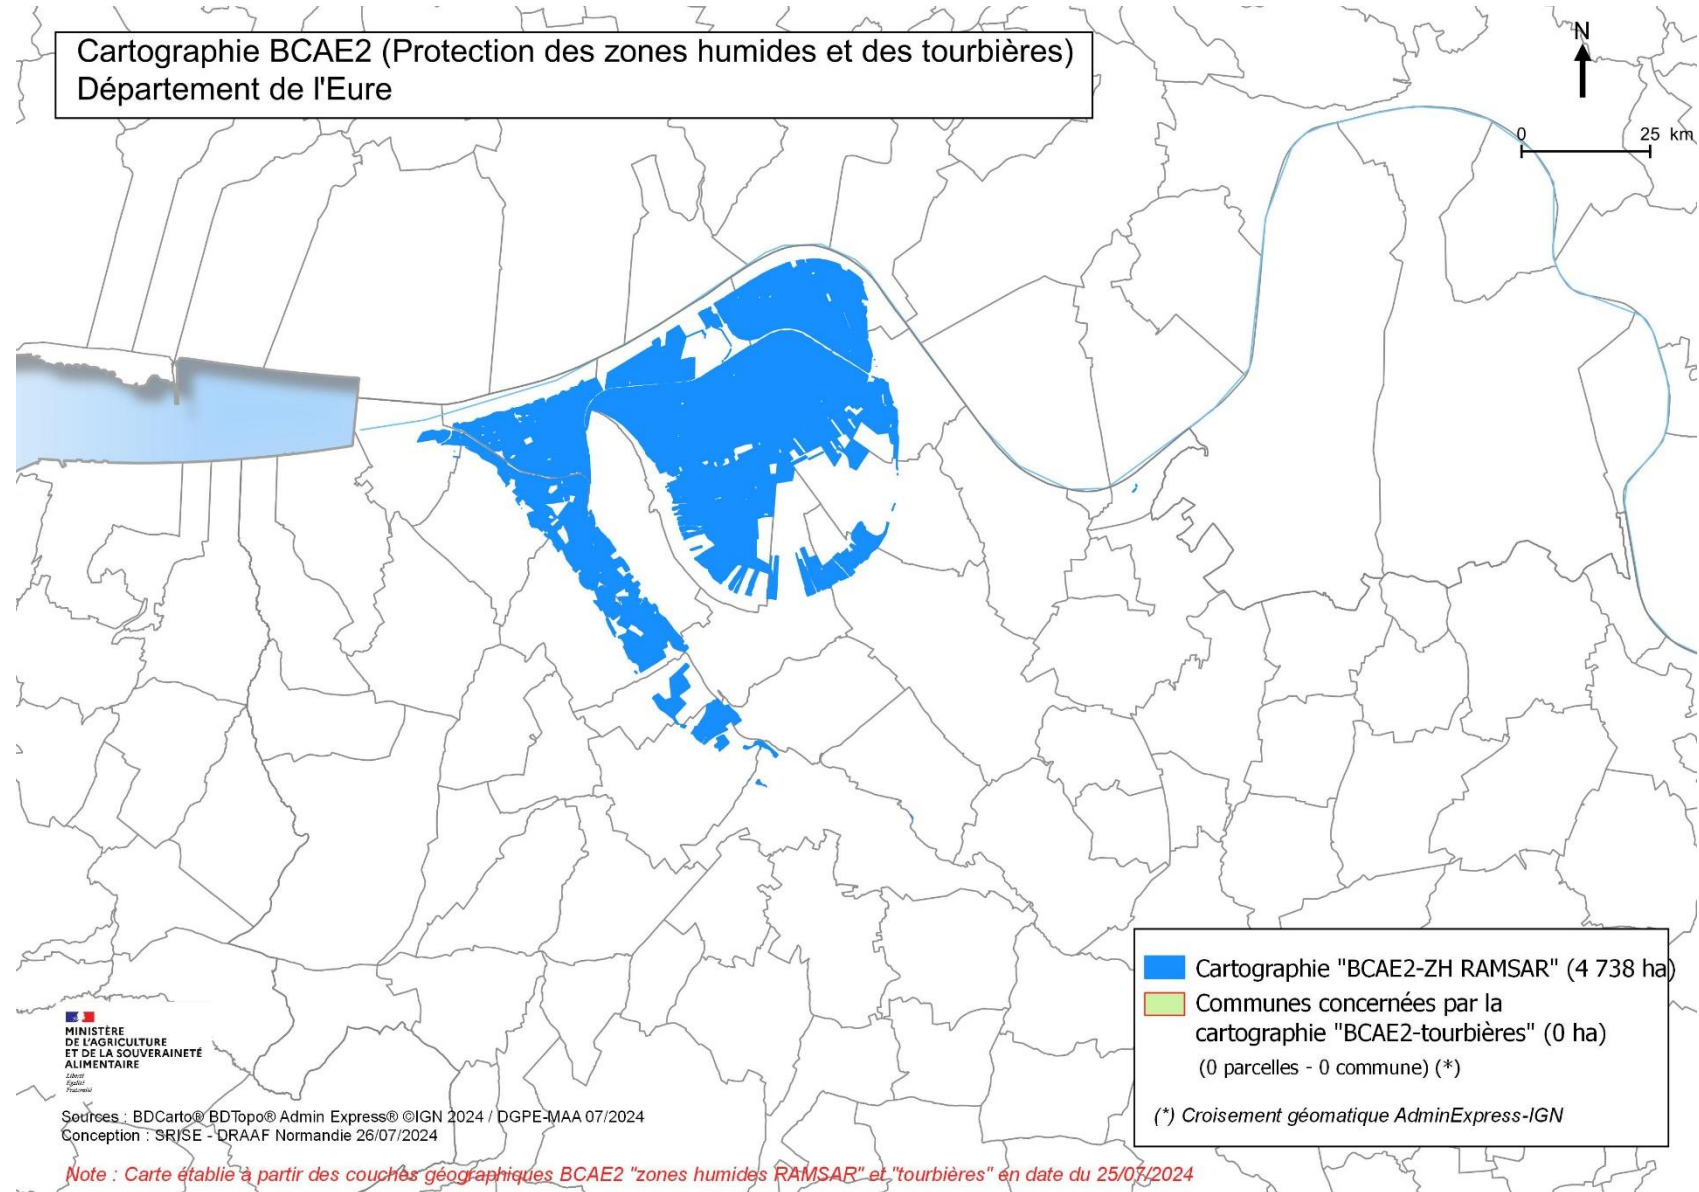 Cartographie BCAE2 (Protection des zones humides et des tourbières)
Département de l'Eure
N
0 25 km
Cartographie "BCAE2-ZH RAMSAR" (4 738 ha)
Communes concernées par la
cartographie "BCAE2-tourbières" (0 ha)
(0 parcelles - 0 commune) (*)
(*) Croisement géomatique AdminExpress-IGN
MINISTÈRE
DE L'AGRICULTURE
ET DE LA SOUVERAINETÉ
ALIMENTAIRE
Liberté
Égalité
Fraternité
Sources : BDCarto® BDTopo® Admin Express® ©IGN 2024 / DGPE-MAA 07/2024
Conception : SRISE - DRAAF Normandie 26/07/2024
Note : Carte établie à partir des couches géographiques BCAE2 "zones humides RAMSAR" et "tourbières" en date du 25/07/2024